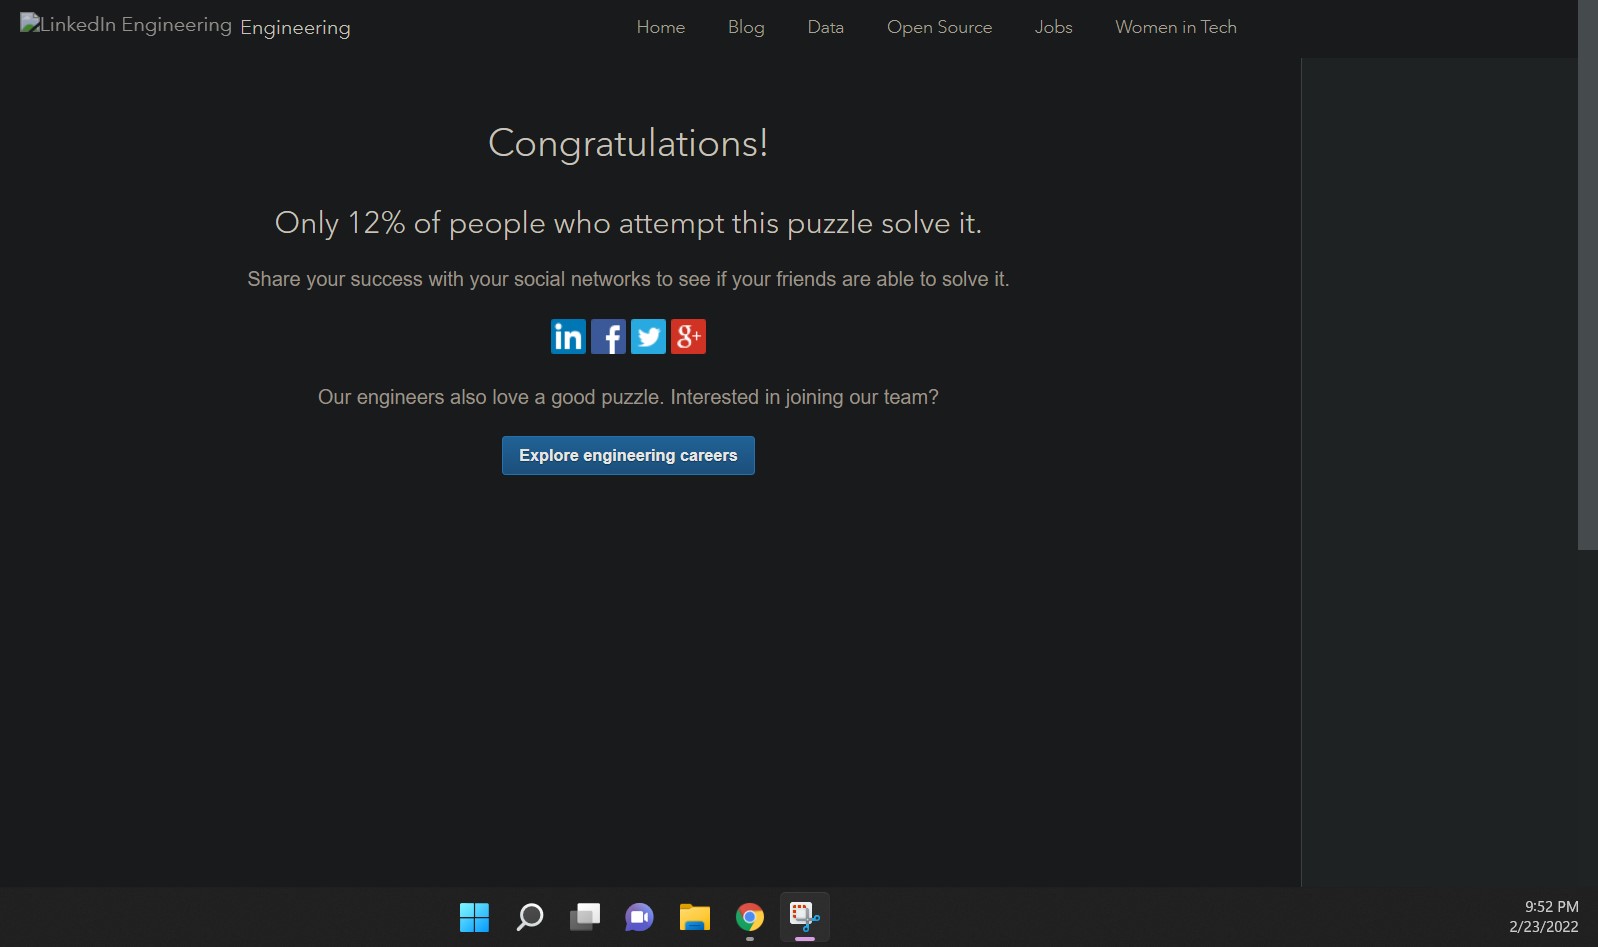 LinkedIn Engineering Engineering Home Blog Data Open Source Jobs Women in Tech
Congratulations!
Only 12% of people who attempt this puzzle solve it.
Share your success with your social networks to see if your friends are able to solve it.
in f g+
Our engineers also love a good puzzle. Interested in joining our team?
Explore engineering careers
9:52 PM
2/23/2022